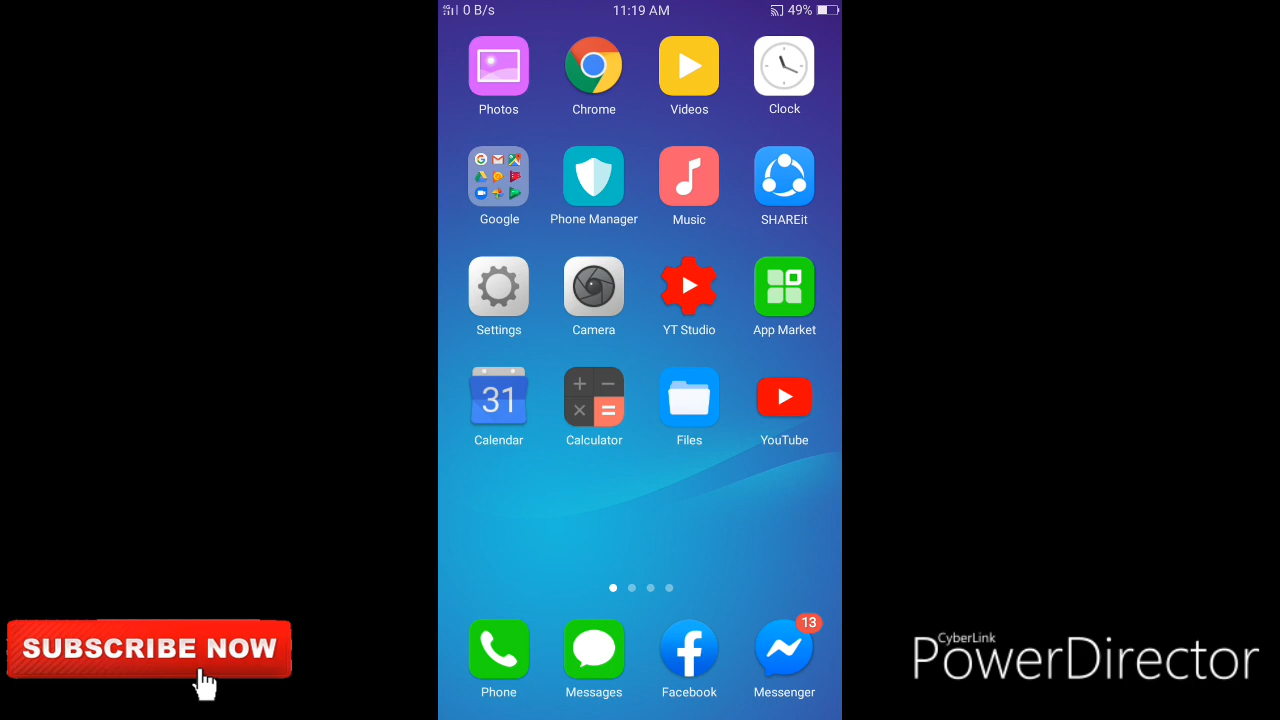 4G 0 B/s 11:19 AM 49%
Photos Chrome Videos Clock
Google Phone Manager Music SHAREit
Settings Camera YT Studio App Market
31
Calendar Calculator Files YouTube
13
Phone Messages Facebook Messenger
SUBSCRIBE NOW
CyberLink
PowerDirector